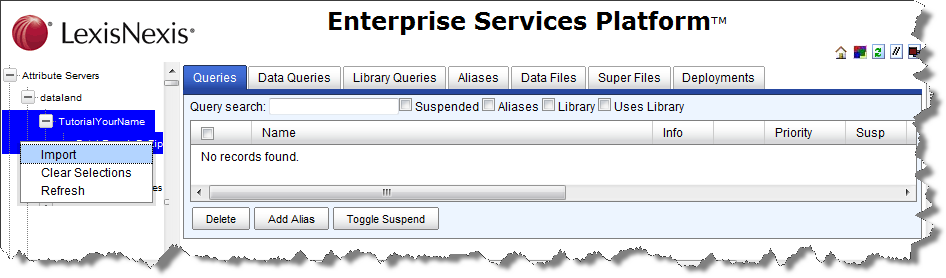 Enterprise Services Platform™
LexisNexis®
Attribute Servers
dataland
TutorialYourName
Import
Clear Selections
Refresh
Queries Data Queries Library Queries Aliases Data Files Super Files Deployments
Query search: Suspended Aliases Library Uses Library
Name Info Priority Susp
No records found.
Delete Add Alias Toggle Suspend